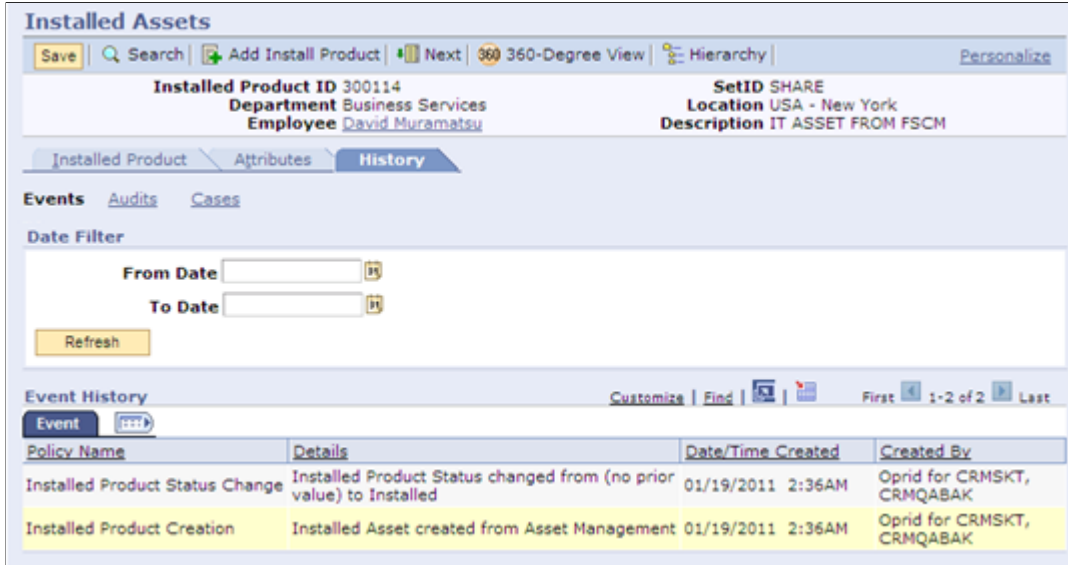 Installed Assets
Save | Search | Add Install Product | Next | 360 360-Degree View | Hierarchy | Personalize
Installed Product ID 300114 SetID SHARE
Department Business Services Location USA - New York
Employee David Muramatsu Description IT ASSET FROM FSCM
Installed Product Attributes History
Events Audits Cases
Date Filter
From Date
To Date
Refresh
Event History Customize | Find | | First 1-2 of 2 Last
Event
Policy Name Details Date/Time Created Created By
Installed Product Status Change Installed Product Status changed from (no prior value) to Installed 01/19/2011 2:36AM Oprid for CRMSKT, CRMQABAK
Installed Product Creation Installed Asset created from Asset Management 01/19/2011 2:36AM Oprid for CRMSKT, CRMQABAK